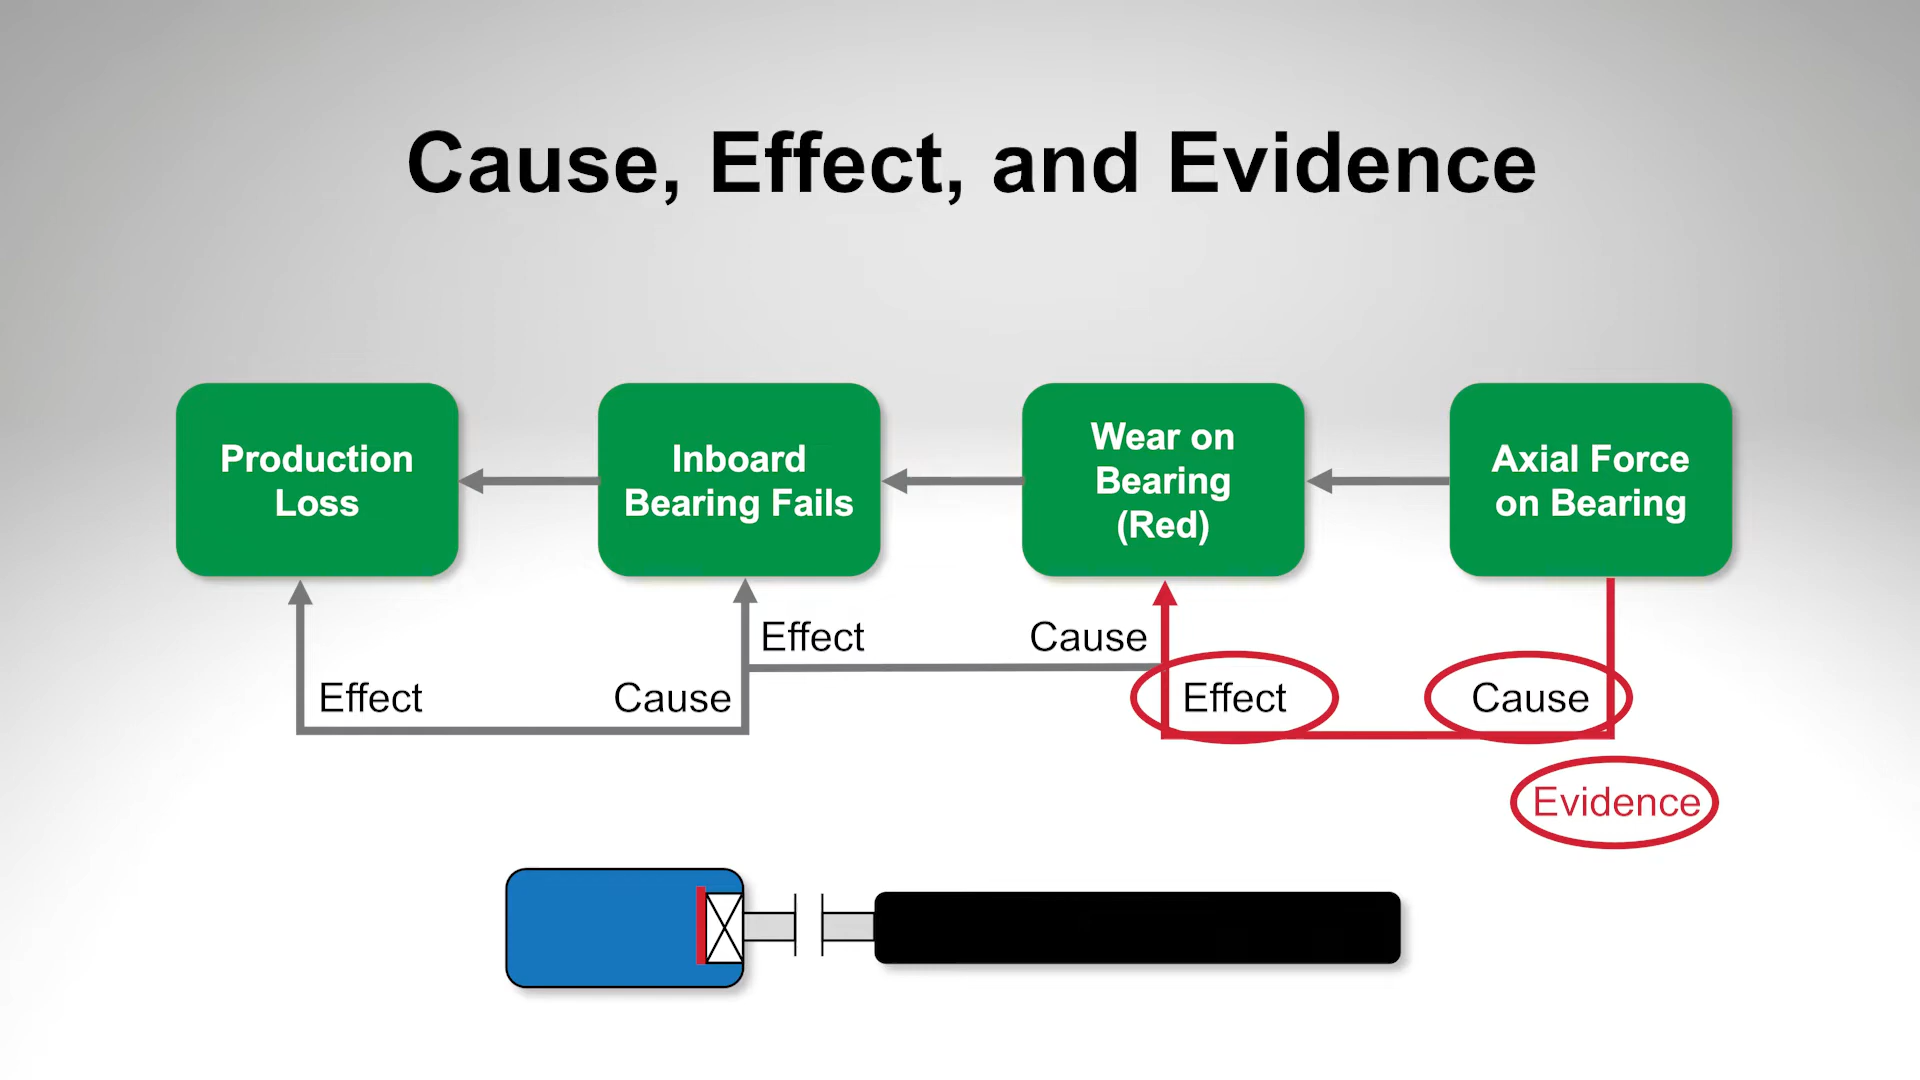 Cause, Effect, and Evidence
Production
Loss
Inboard
Bearing Fails
Wear on
Bearing
(Red)
Axial Force
on Bearing
Effect
Cause
Effect
Cause
Effect
Cause
Evidence